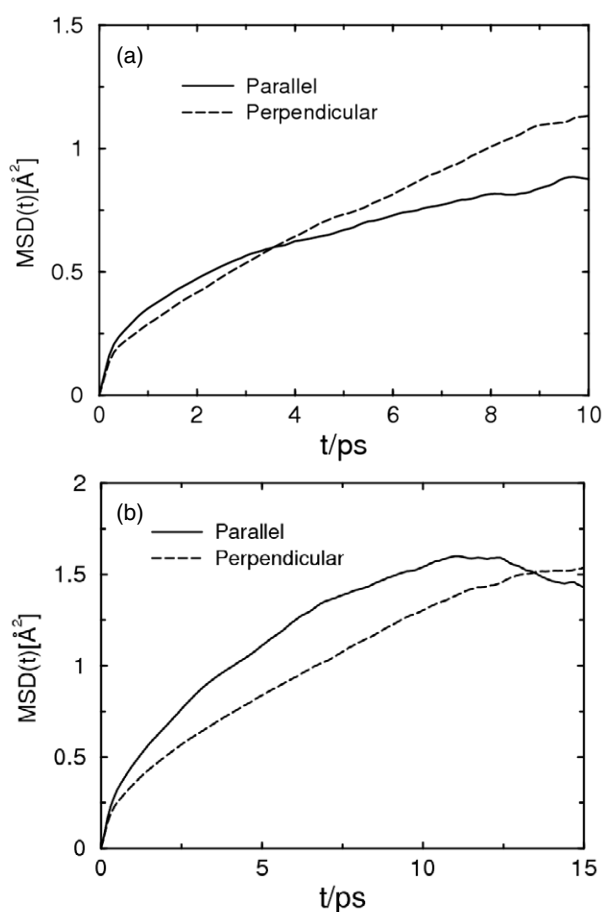 1.5
(a)
Parallel
Perpendicular
1
MSD(t)[Å²]
0.5
0
0 2 4 6 8 10
t/ps
2
(b)
Parallel
Perpendicular
1.5
MSD(t)[Å²]
1
0.5
0
0 5 10 15
t/ps